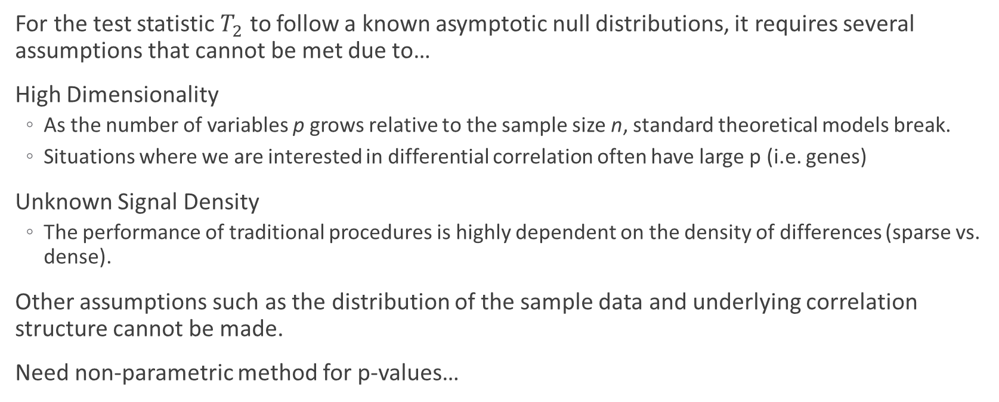 For the test statistic T₂ to follow a known asymptotic null distributions, it requires several
assumptions that cannot be met due to…
High Dimensionality
◦ As the number of variables p grows relative to the sample size n, standard theoretical models break.
◦ Situations where we are interested in differential correlation often have large p (i.e. genes)
Unknown Signal Density
◦ The performance of traditional procedures is highly dependent on the density of differences (sparse vs.
dense).
Other assumptions such as the distribution of the sample data and underlying correlation
structure cannot be made.
Need non-parametric method for p-values…